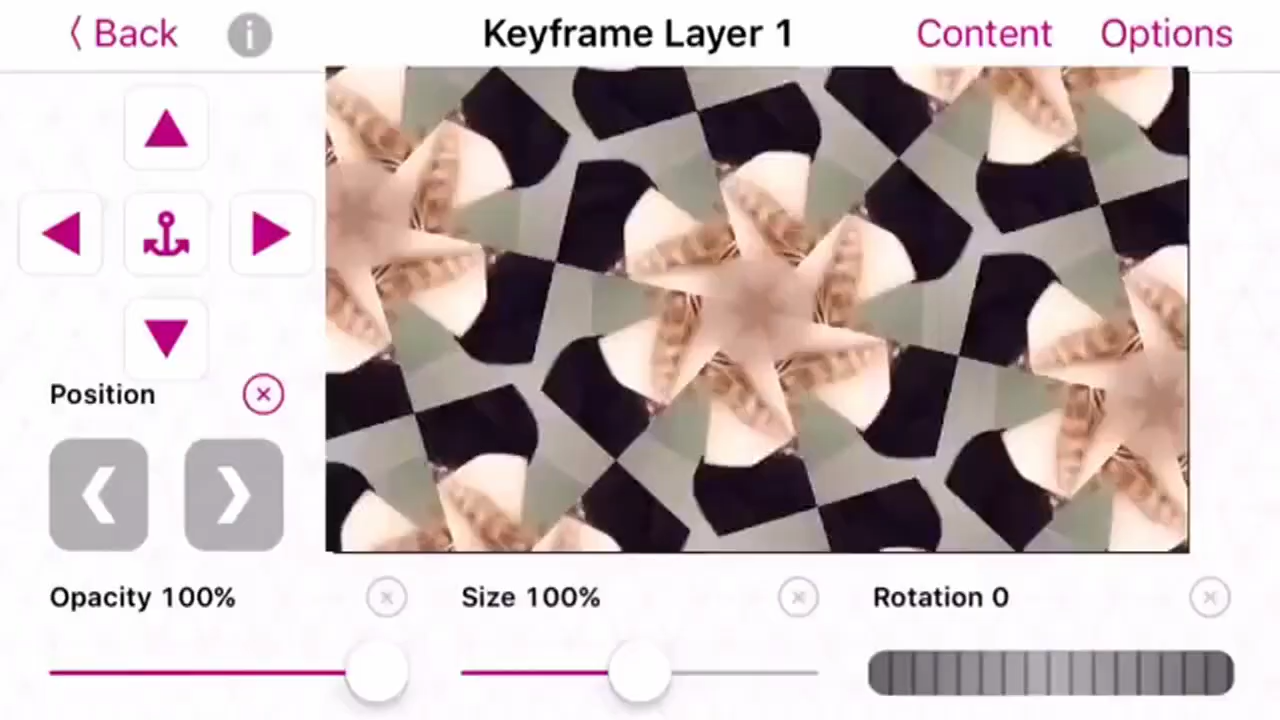 Back
i
Keyframe Layer 1
Content
Options
Position
Opacity 100%
Size 100%
Rotation 0